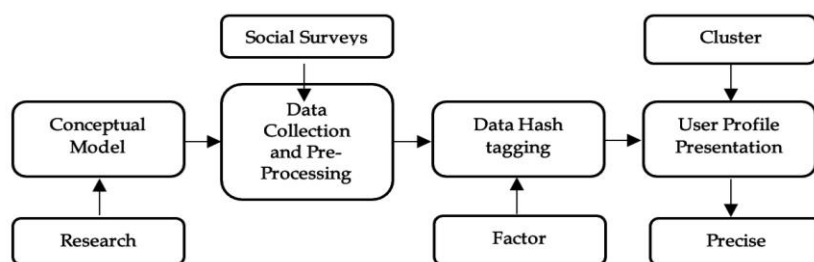 Social Surveys
Cluster
Conceptual
Model
Data
Collection
and Pre-
Processing
Data Hash
tagging
User Profile
Presentation
Research
Factor
Precise